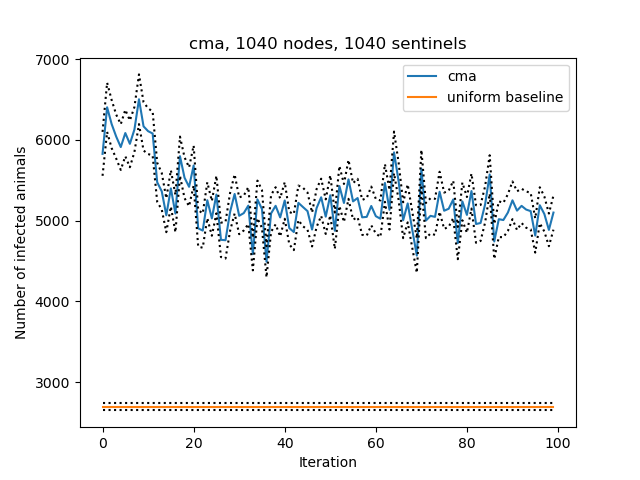 cma, 1040 nodes, 1040 sentinels
cma
uniform baseline
7000
6000
5000
4000
3000
Number of infected animals
0 20 40 60 80 100
Iteration